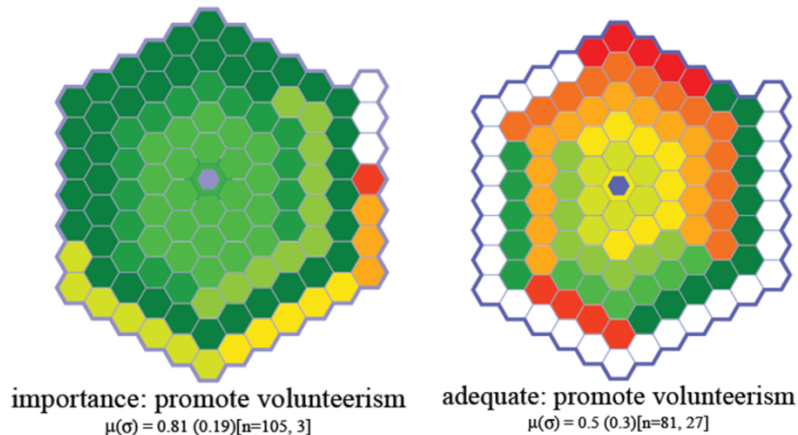 importance: promote volunteerism
μ(σ) = 0.81 (0.19)[n=105, 3]
adequate: promote volunteerism
μ(σ) = 0.5 (0.3)[n=81, 27]